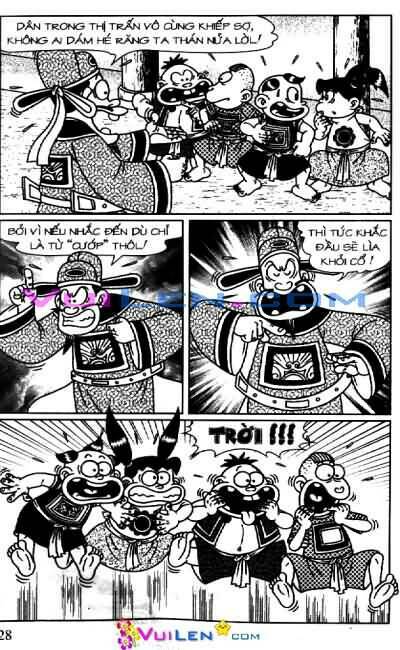 DÂN TRONG THỊ TRẤN VÔ CÙNG KHIẾP SỢ,
KHÔNG AI DÁM HÉ RĂNG TA THÁN NỬA LỜI!
BỞI VÌ NẾU NHẮC ĐẾN DÙ CHỈ
LÀ TỪ "CƯỚP" THÔI!
THÌ TỨC KHẮC
ĐẦU SẼ LÌA
KHỎI CỔ!
VUILEN.COM
TRỜI!!!
28
VUILEN.COM